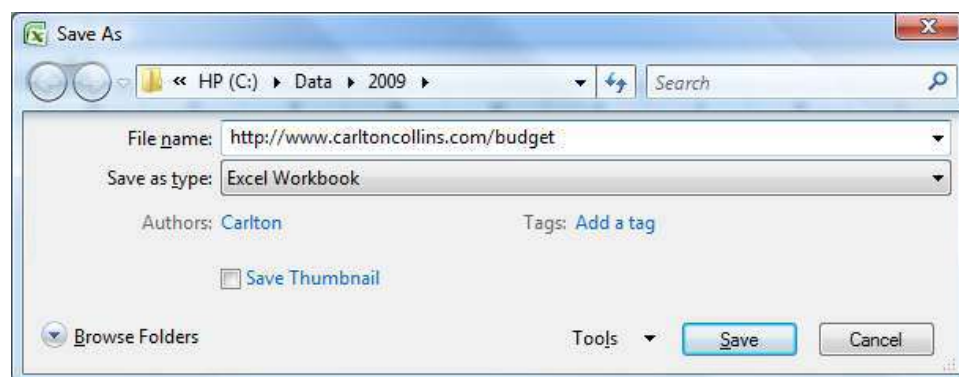 Save As
« HP (C:) ▸ Data ▸ 2009 ▸ Search
File name: http://www.carltoncollins.com/budget
Save as type: Excel Workbook
Authors: Carlton Tags: Add a tag
Save Thumbnail
Browse Folders Tools Save Cancel